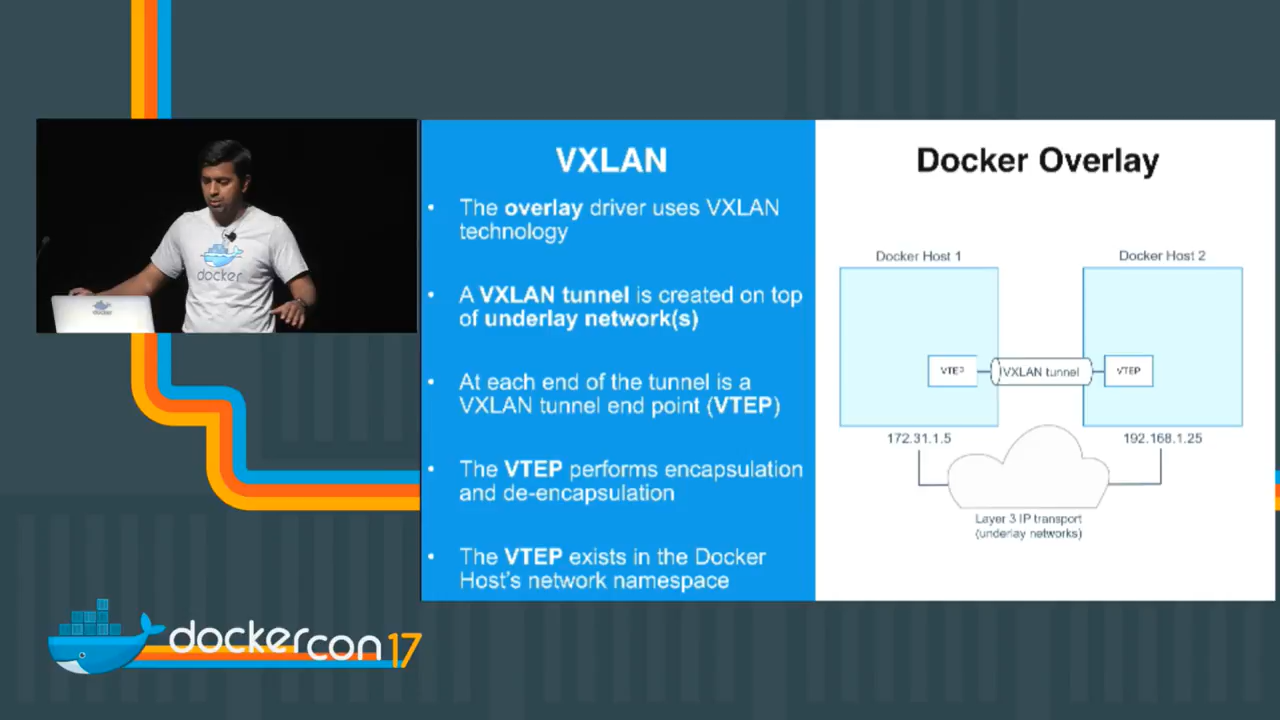 VXLAN
• The overlay driver uses VXLAN
technology
• A VXLAN tunnel is created on top
of underlay network(s)
• At each end of the tunnel is a
VXLAN tunnel end point (VTEP)
• The VTEP performs encapsulation
and de-encapsulation
• The VTEP exists in the Docker
Host's network namespace
Docker Overlay
Docker Host 1
Docker Host 2
VTEP
VXLAN tunnel
VTEP
172.31.1.5
192.168.1.25
Layer 3 IP transport
(underlay networks)
docker
docker
dockercon 17